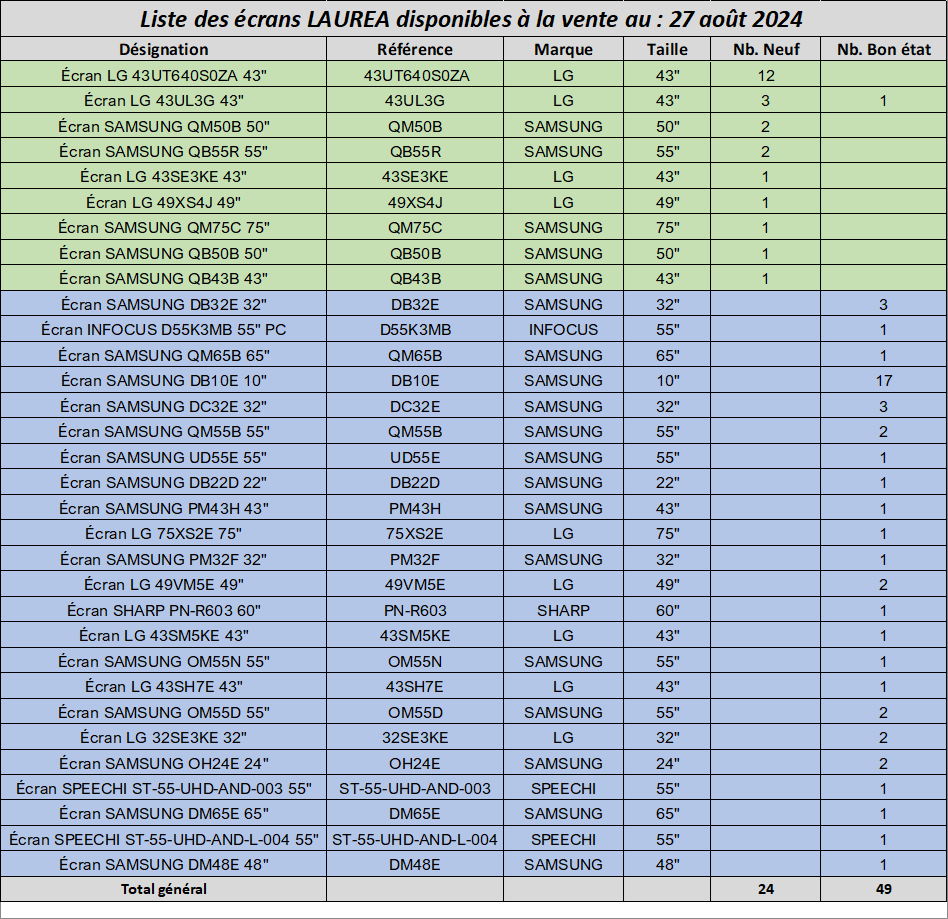 Liste des écrans LAUREA disponibles à la vente au : 27 août 2024
Désignation Référence Marque Taille Nb. Neuf Nb. Bon état
Écran LG 43UT640S0ZA 43" 43UT640S0ZA LG 43" 12
Écran LG 43UL3G 43" 43UL3G LG 43" 3 1
Écran SAMSUNG QM50B 50" QM50B SAMSUNG 50" 2
Écran SAMSUNG QB55R 55" QB55R SAMSUNG 55" 2
Écran LG 43SE3KE 43" 43SE3KE LG 43" 1
Écran LG 49XS4J 49" 49XS4J LG 49" 1
Écran SAMSUNG QM75C 75" QM75C SAMSUNG 75" 1
Écran SAMSUNG QB50B 50" QB50B SAMSUNG 50" 1
Écran SAMSUNG QB43B 43" QB43B SAMSUNG 43" 1
Écran SAMSUNG DB32E 32" DB32E SAMSUNG 32" 3
Écran INFOCUS D55K3MB 55" PC D55K3MB INFOCUS 55" 1
Écran SAMSUNG QM65B 65" QM65B SAMSUNG 65" 1
Écran SAMSUNG DB10E 10" DB10E SAMSUNG 10" 17
Écran SAMSUNG DC32E 32" DC32E SAMSUNG 32" 3
Écran SAMSUNG QM55B 55" QM55B SAMSUNG 55" 2
Écran SAMSUNG UD55E 55" UD55E SAMSUNG 55" 1
Écran SAMSUNG DB22D 22" DB22D SAMSUNG 22" 1
Écran SAMSUNG PM43H 43" PM43H SAMSUNG 43" 1
Écran LG 75XS2E 75" 75XS2E LG 75" 1
Écran SAMSUNG PM32F 32" PM32F SAMSUNG 32" 1
Écran LG 49VM5E 49" 49VM5E LG 49" 2
Écran SHARP PN-R603 60" PN-R603 SHARP 60" 1
Écran LG 43SM5KE 43" 43SM5KE LG 43" 1
Écran SAMSUNG OM55N 55" OM55N SAMSUNG 55" 1
Écran LG 43SH7E 43" 43SH7E LG 43" 1
Écran SAMSUNG OM55D 55" OM55D SAMSUNG 55" 2
Écran LG 32SE3KE 32" 32SE3KE LG 32" 2
Écran SAMSUNG OH24E 24" OH24E SAMSUNG 24" 2
Écran SPEECHI ST-55-UHD-AND-003 55" ST-55-UHD-AND-003 SPEECHI 55" 1
Écran SAMSUNG DM65E 65" DM65E SAMSUNG 65" 1
Écran SPEECHI ST-55-UHD-AND-L-004 55" ST-55-UHD-AND-L-004 SPEECHI 55" 1
Écran SAMSUNG DM48E 48" DM48E SAMSUNG 48" 1
Total général 24 49